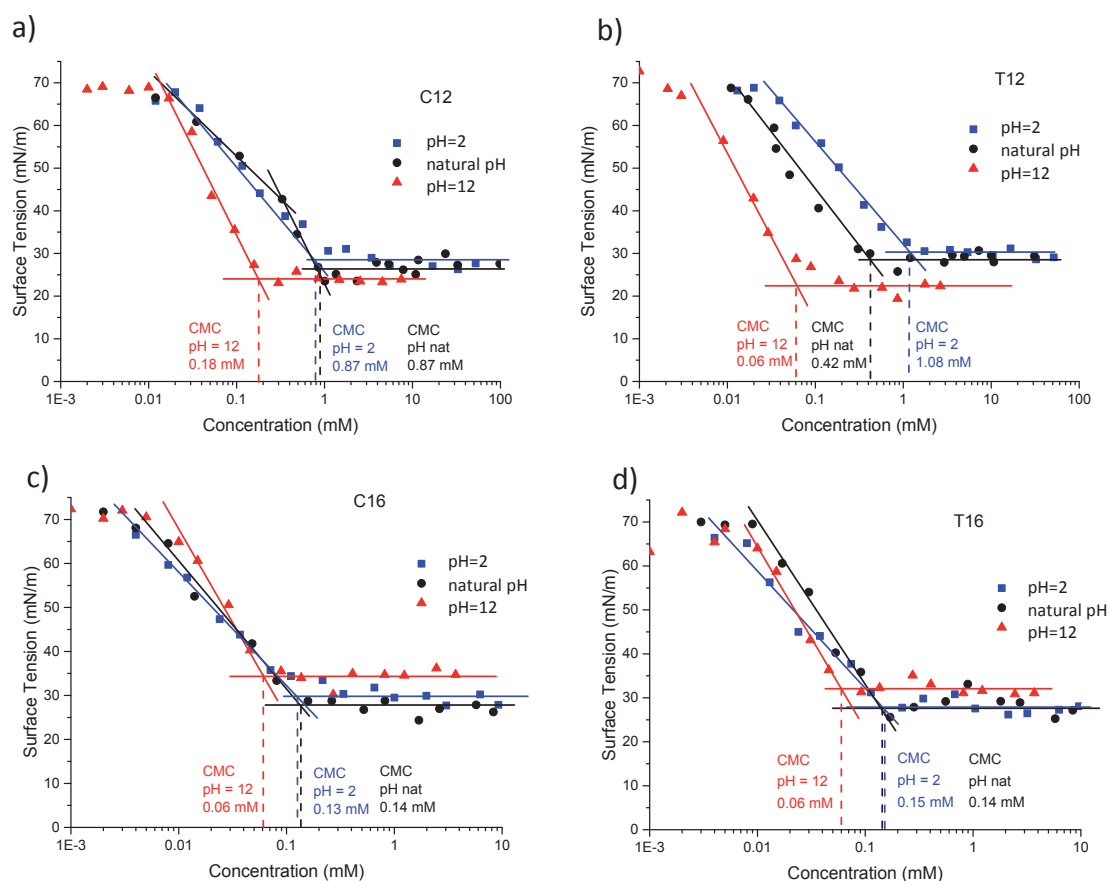 a)
C12
pH=2
natural pH
pH=12
Surface Tension (mN/m)
70
60
50
40
30
20
10
0
CMC
pH = 12
0.18 mM
CMC
pH = 2
0.87 mM
CMC
pH nat
0.87 mM
1E-3 0.01 0.1 1 10 100
Concentration (mM)
b)
T12
pH=2
natural pH
pH=12
Surface Tension (mN/m)
70
60
50
40
30
20
10
0
CMC
pH = 12
0.06 mM
CMC
pH nat
0.42 mM
CMC
pH = 2
1.08 mM
1E-3 0.01 0.1 1 10 100
Concentration (mM)
c)
C16
pH=2
natural pH
pH=12
Surface Tension (mN/m)
70
60
50
40
30
20
10
0
CMC
pH = 12
0.06 mM
CMC
pH = 2
0.13 mM
CMC
pH nat
0.14 mM
1E-3 0.01 0.1 1 10
Concentration (mM)
d)
T16
pH=2
natural pH
pH=12
Surface Tension (mN/m)
70
60
50
40
30
20
10
0
CMC
pH = 12
0.06 mM
CMC
pH = 2
0.15 mM
CMC
pH nat
0.14 mM
1E-3 0.01 0.1 1 10
Concentration (mM)